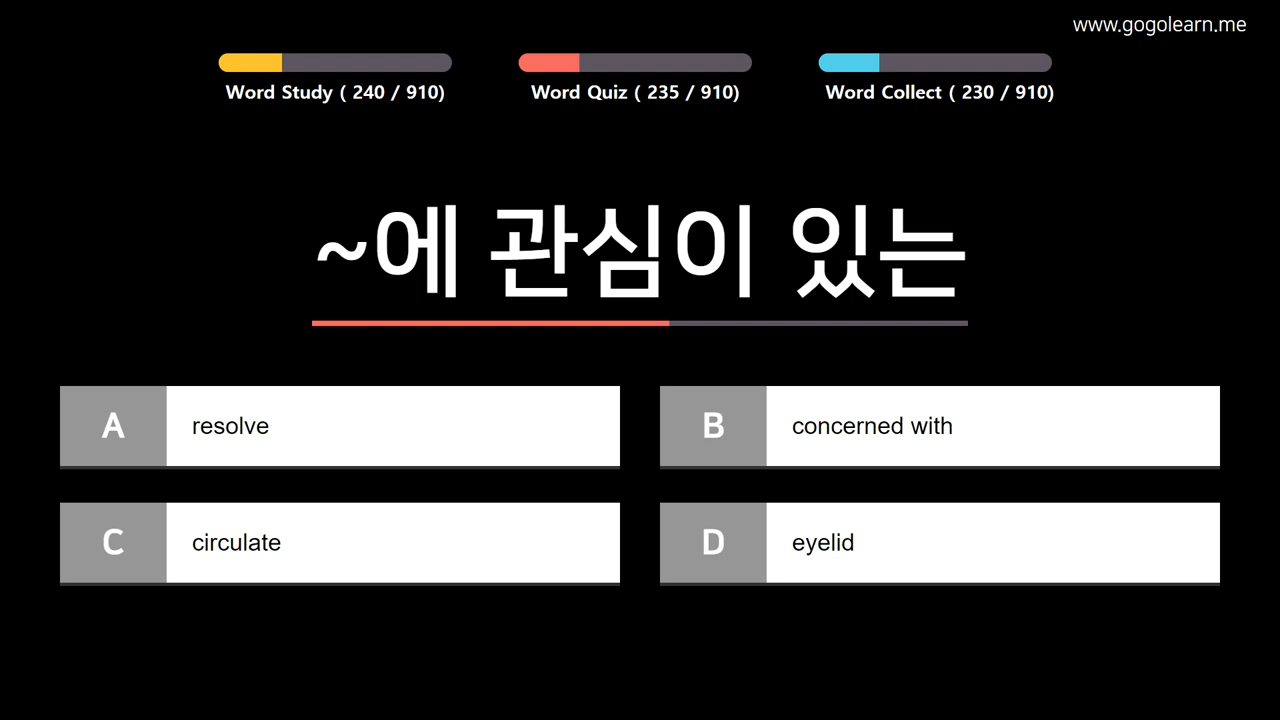 www.gogolearn.me
Word Study ( 240 / 910)
Word Quiz ( 235 / 910)
Word Collect ( 230 / 910)
~에 관심이 있는
A resolve
B concerned with
C circulate
D eyelid